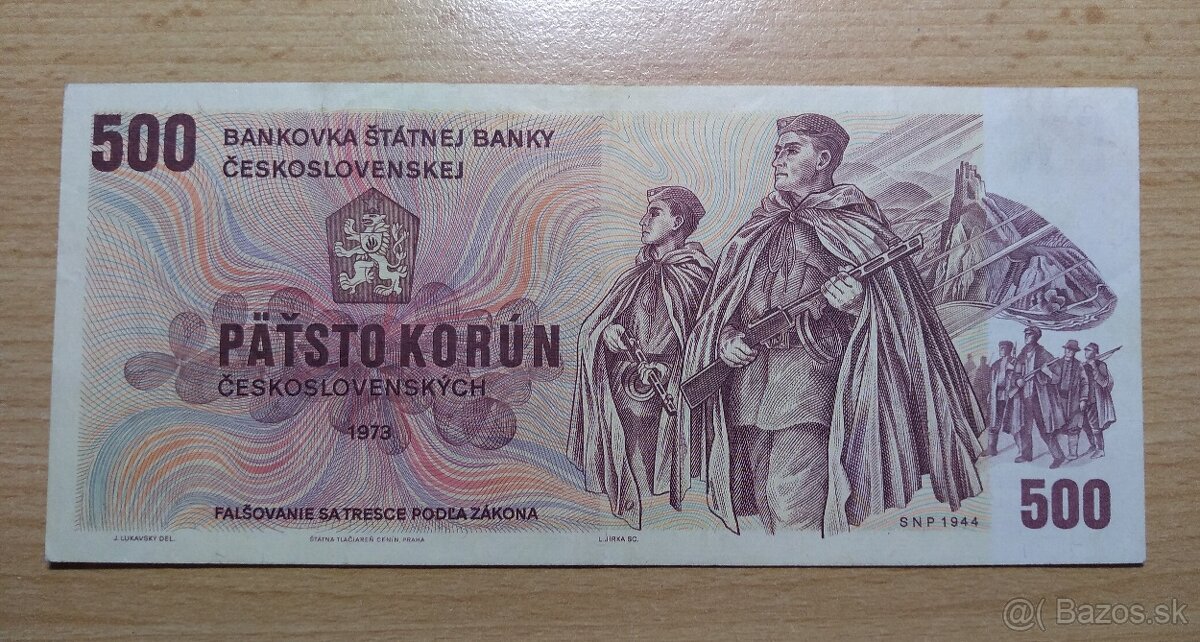 500
BANKOVKA ŠTÁTNEJ BANKY
ČESKOSLOVENSKEJ
PÄŤSTO KORÚN
ČESKOSLOVENSKÝCH
1973
FALŠOVANIE SA TRESCE PODĽA ZÁKONA
SNP 1944
500
J. LUKAVSKÝ DEL.
ŠTÁTNA TLAČIAREŇ CENÍN, PRAHA
L. JIRKA SC.
@( Bazos.sk